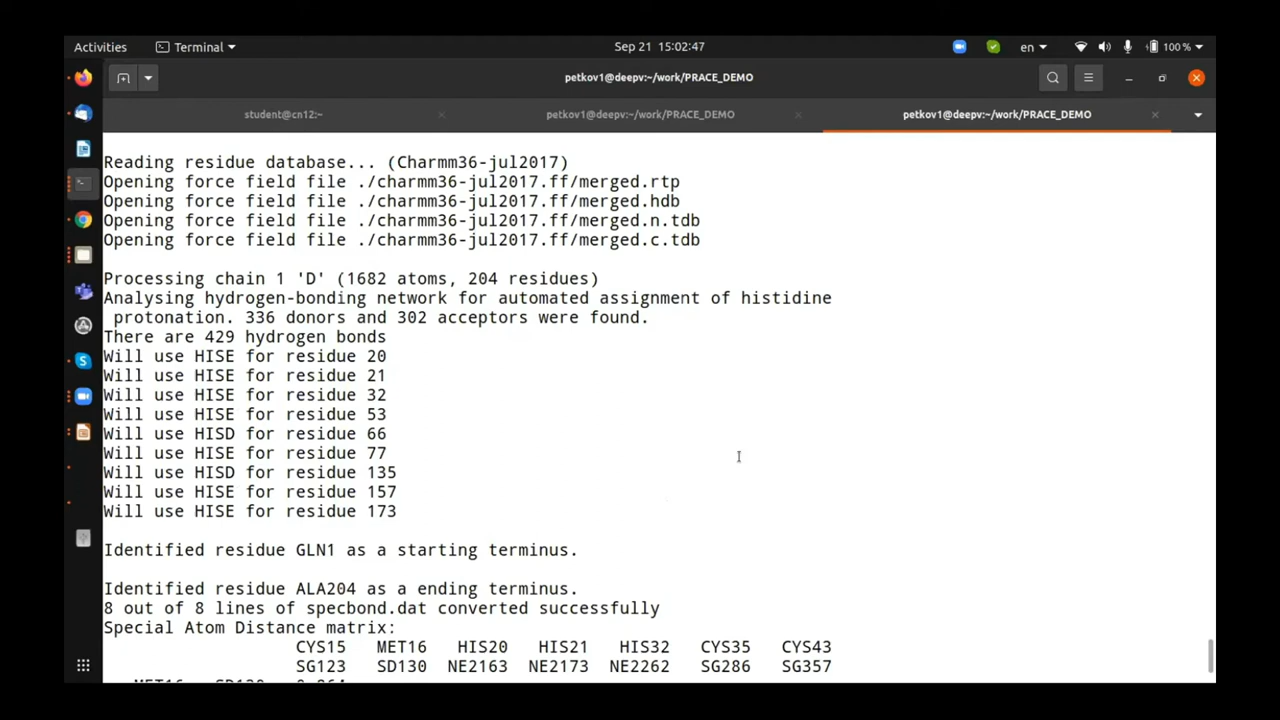 Activities
Terminal
Sep 21 15:02:47
en
100 %
petkov1@deepv:~/work/PRACE_DEMO
student@cn12:~
petkov1@deepv:~/work/PRACE_DEMO
petkov1@deepv:~/work/PRACE_DEMO
Reading residue database... (Charmm36-jul2017)
Opening force field file ./charmm36-jul2017.ff/merged.rtp
Opening force field file ./charmm36-jul2017.ff/merged.hdb
Opening force field file ./charmm36-jul2017.ff/merged.n.tdb
Opening force field file ./charmm36-jul2017.ff/merged.c.tdb
Processing chain 1 'D' (1682 atoms, 204 residues)
Analysing hydrogen-bonding network for automated assignment of histidine
protonation. 336 donors and 302 acceptors were found.
There are 429 hydrogen bonds
Will use HISE for residue 20
Will use HISE for residue 21
Will use HISE for residue 32
Will use HISE for residue 53
Will use HISD for residue 66
Will use HISE for residue 77
Will use HISD for residue 135
Will use HISE for residue 157
Will use HISE for residue 173
Identified residue GLN1 as a starting terminus.
Identified residue ALA204 as a ending terminus.
8 out of 8 lines of specbond.dat converted successfully
Special Atom Distance matrix:
CYS15 MET16 HIS20 HIS21 HIS32 CYS35 CYS43
SG123 SD130 NE2163 NE2173 NE2262 SG286 SG357
MET16 SD130 0.864